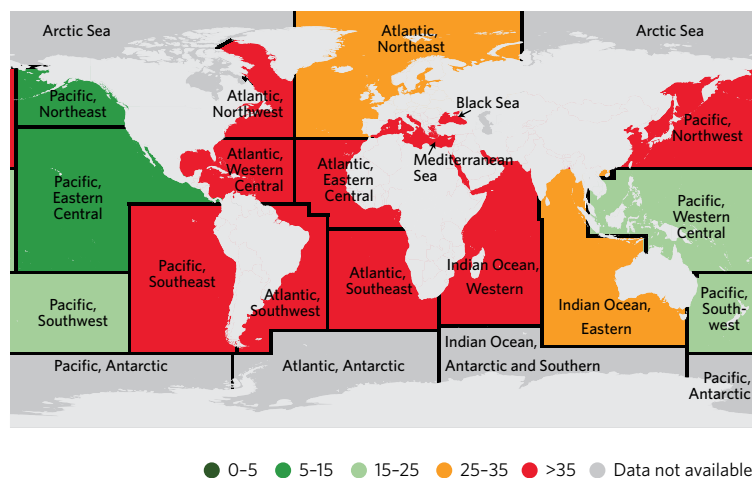 Arctic Sea
Atlantic,
Northeast
Arctic Sea
Pacific,
Northeast
Atlantic,
Northwest
Black Sea
Pacific,
Northwest
Atlantic,
Western
Central
Atlantic,
Eastern
Central
Mediterranean
Sea
Pacific,
Eastern
Central
Pacific,
Western
Central
Pacific,
Southeast
Atlantic,
Southeast
Indian Ocean,
Western
Pacific,
Southwest
Atlantic,
Southwest
Indian Ocean,
Eastern
Pacific,
South-
west
Pacific, Antarctic
Atlantic, Antarctic
Indian Ocean,
Antarctic and Southern
Pacific,
Antarctic
0–5 5–15 15–25 25–35 >35 Data not available